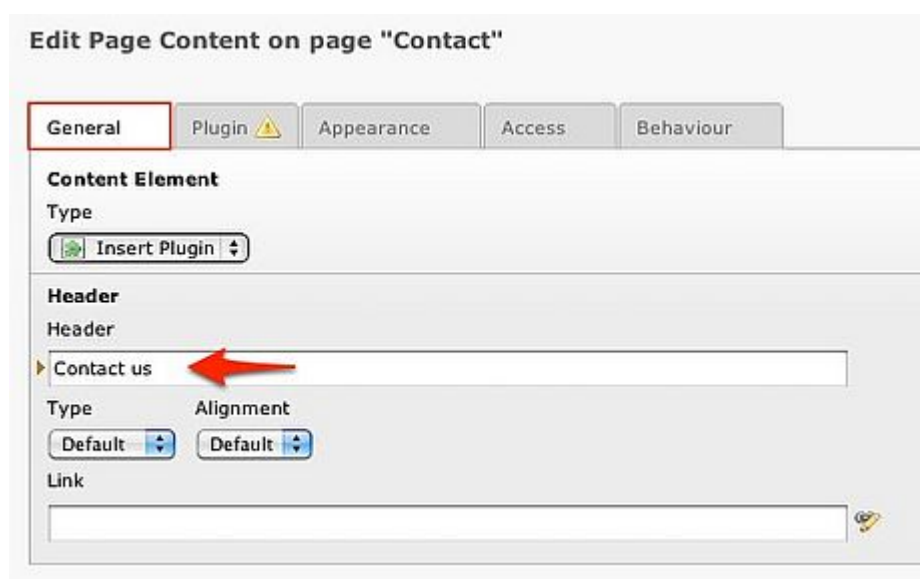 Edit Page Content on page "Contact"
General Plugin Appearance Access Behaviour
Content Element
Type
Insert Plugin
Header
Header
Contact us
Type Alignment
Default Default
Link